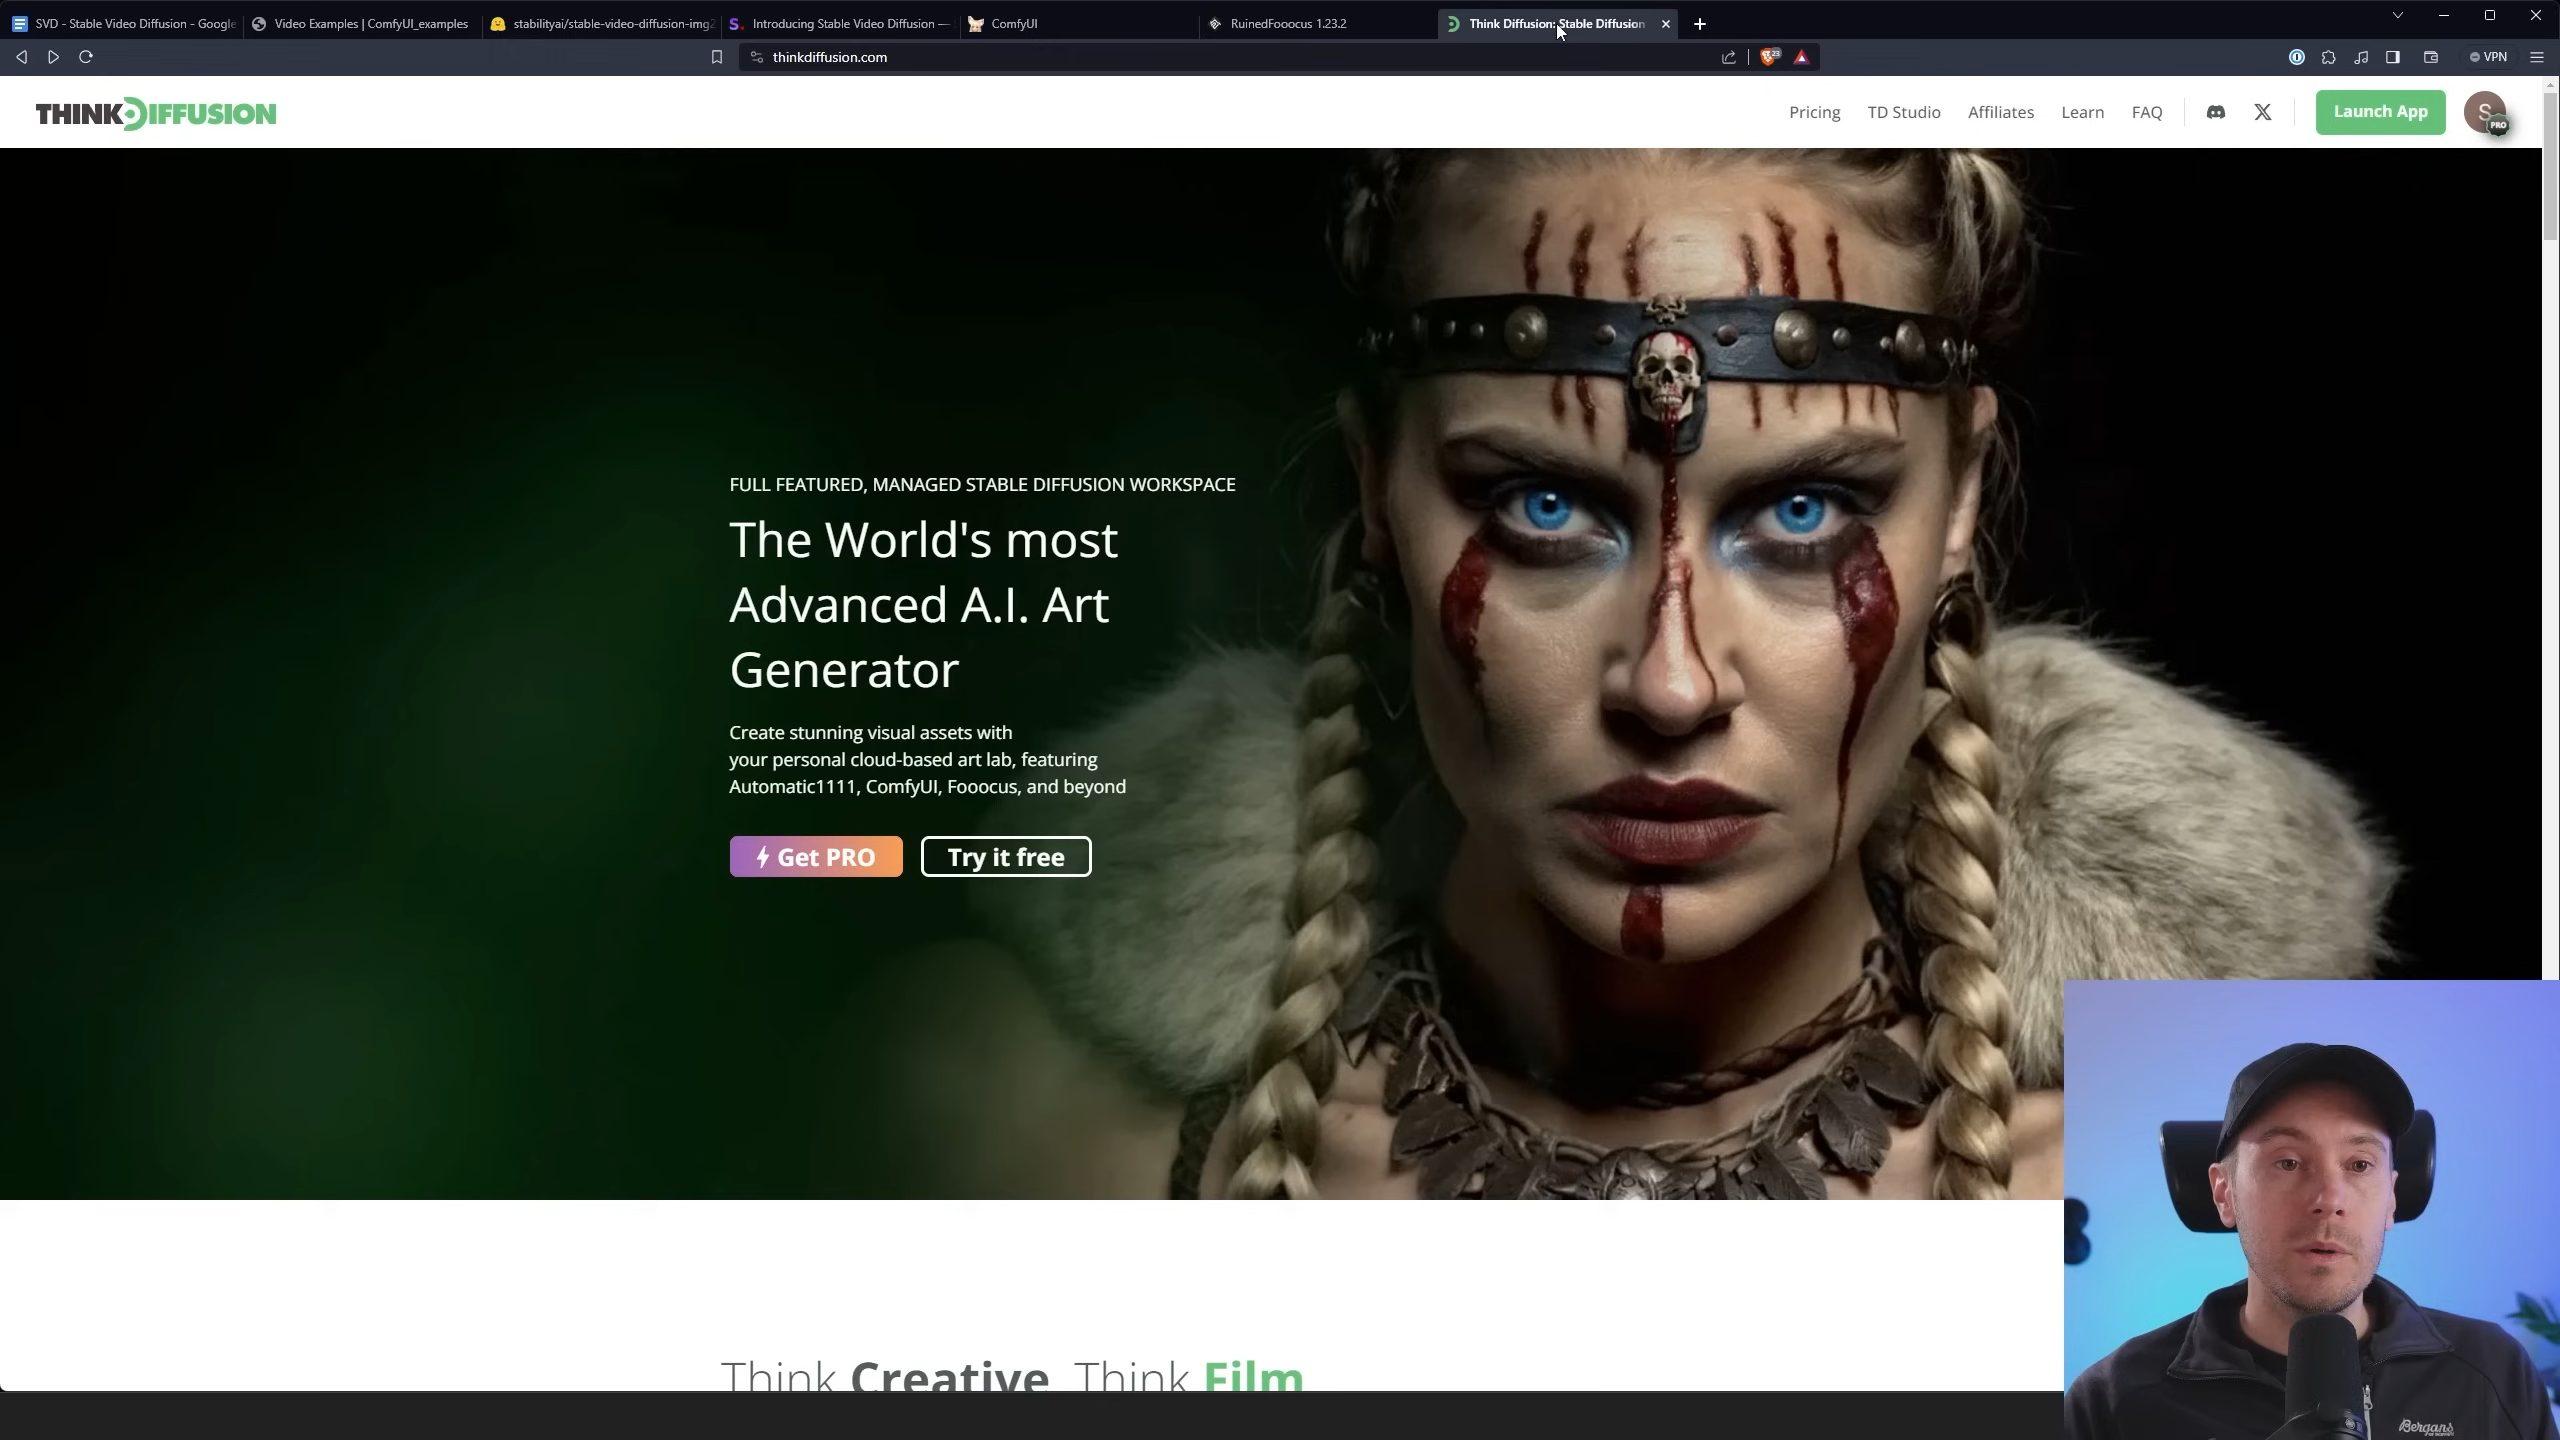 SVD - Stable Video Diffusion - Google
Video Examples | ComfyUI_examples
stabilityai/stable-video-diffusion-img2
Introducing Stable Video Diffusion —
ComfyUI
RuinedFooocus 1.23.2
Think Diffusion: Stable Diffusion
thinkdiffusion.com
23
VPN
THINKDIFFUSION
Pricing
TD Studio
Affiliates
Learn
FAQ
Launch App
S
PRO
FULL FEATURED, MANAGED STABLE DIFFUSION WORKSPACE
The World's most
Advanced A.I. Art
Generator
Create stunning visual assets with
your personal cloud-based art lab, featuring
Automatic1111, ComfyUI, Fooocus, and beyond
Get PRO
Try it free
Think Creative Think Film
Bergans